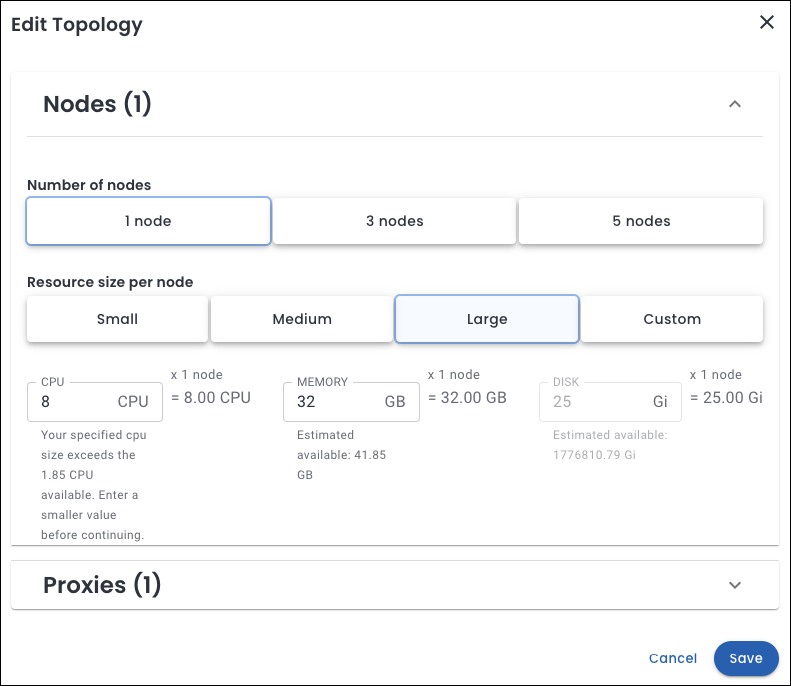 Edit Topology
Nodes (1)
Number of nodes
1 node
3 nodes
5 nodes
Resource size per node
Small
Medium
Large
Custom
CPU
8 CPU
x 1 node
= 8.00 CPU
Your specified cpu
size exceeds the
1.85 CPU
available. Enter a
smaller value
before continuing.
MEMORY
32 GB
x 1 node
= 32.00 GB
Estimated
available: 41.85
GB
DISK
25 Gi
x 1 node
= 25.00 Gi
Estimated available:
1776810.79 Gi
Proxies (1)
Cancel
Save